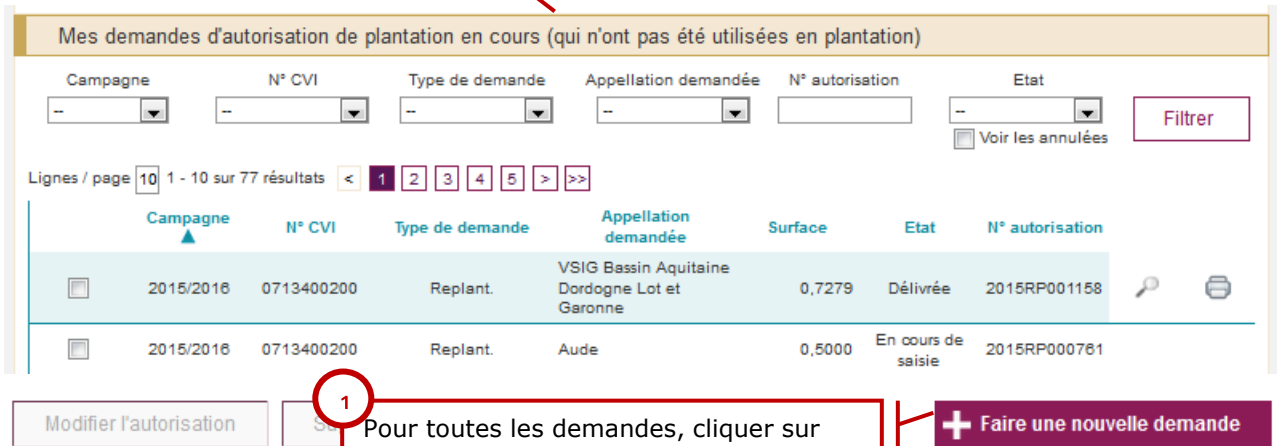 Mes demandes d'autorisation de plantation en cours (qui n'ont pas été utilisées en plantation)
Campagne N° CVI Type de demande Appellation demandée N° autorisation Etat
-- -- -- -- --
Filtrer
Voir les annulées
Lignes / page 10 1 - 10 sur 77 résultats < 1 2 3 4 5 > >>
Campagne N° CVI Type de demande Appellation demandée Surface Etat N° autorisation
2015/2016 0713400200 Replant. VSIG Bassin Aquitaine Dordogne Lot et Garonne 0,7279 Délivrée 2015RP001158
2015/2016 0713400200 Replant. Aude 0,5000 En cours de saisie 2015RP000761
Modifier l'autorisation
1
Pour toutes les demandes, cliquer sur
Faire une nouvelle demande